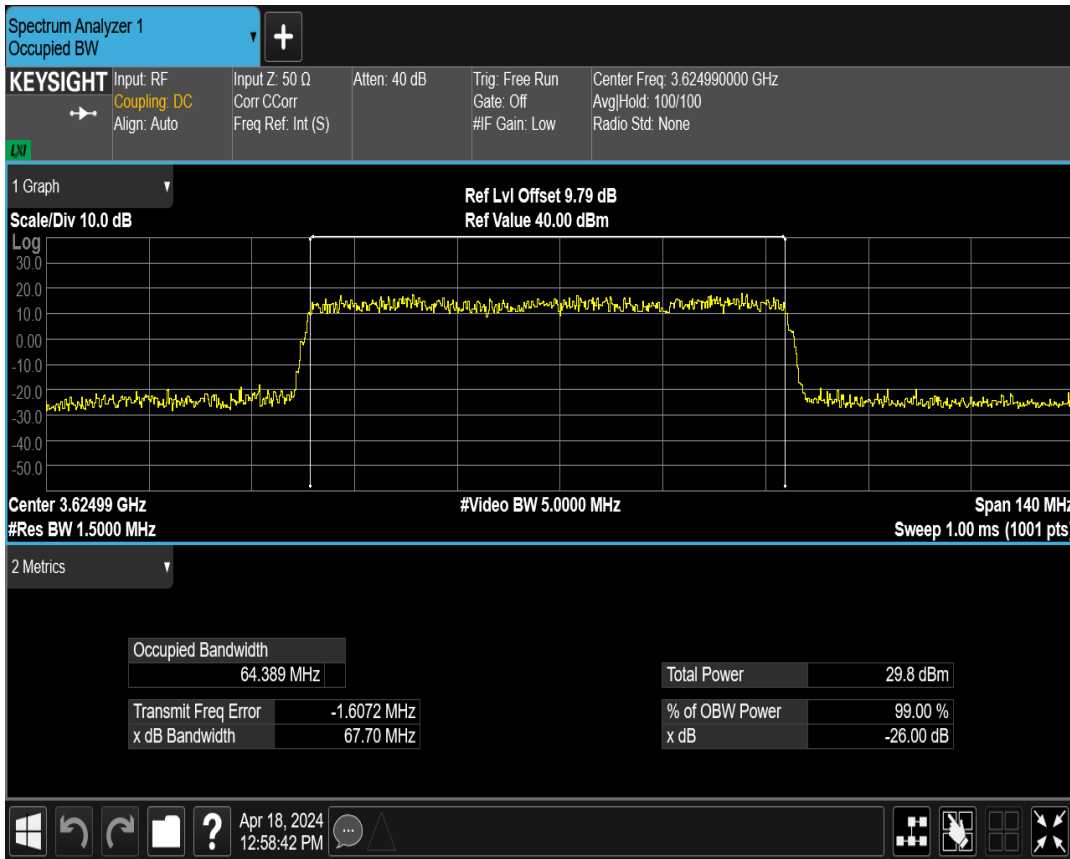 Spectrum Analyzer 1
Occupied BW
+
KEYSIGHT
LXI
Input: RF
Coupling: DC
Align: Auto
Input Z: 50 Ω
Corr CCorr
Freq Ref: Int (S)
Atten: 40 dB
Trig: Free Run
Gate: Off
#IF Gain: Low
Center Freq: 3.624990000 GHz
Avg|Hold: 100/100
Radio Std: None
1 Graph
Ref Lvl Offset 9.79 dB
Scale/Div 10.0 dB
Ref Value 40.00 dBm
Log
30.0
20.0
10.0
0.00
-10.0
-20.0
-30.0
-40.0
-50.0
Center 3.62499 GHz
#Video BW 5.0000 MHz
Span 140 MHz
#Res BW 1.5000 MHz
Sweep 1.00 ms (1001 pts)
2 Metrics
Occupied Bandwidth
64.389 MHz
Total Power 29.8 dBm
Transmit Freq Error -1.6072 MHz
% of OBW Power 99.00 %
x dB Bandwidth 67.70 MHz
x dB -26.00 dB
?
Apr 18, 2024
12:58:42 PM